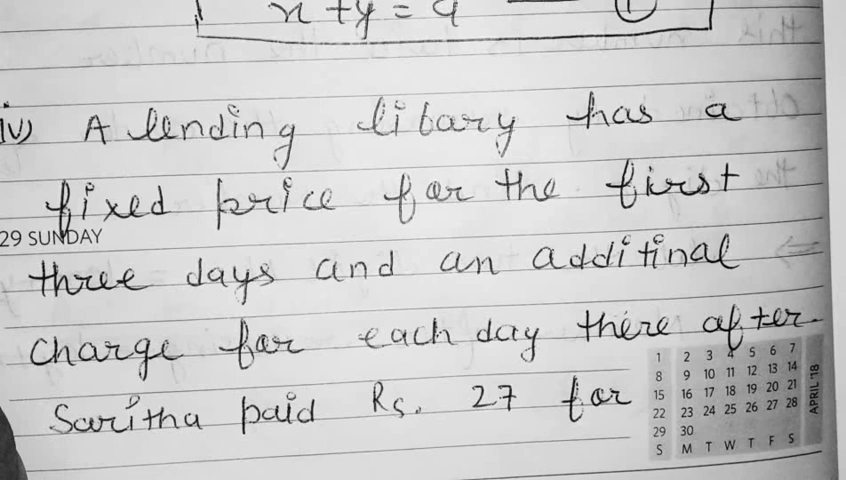 x + y = 9 ①
iv) A lending libary has a
fixed price for the first
29 SUNDAY
three days and an additinal
charge for each day there after.
Saritha paid Rs. 27 for
1 2 3 4 5 6 7
8 9 10 11 12 13 14
15 16 17 18 19 20 21
22 23 24 25 26 27 28
29 30
S M T W T F S
APRIL '18